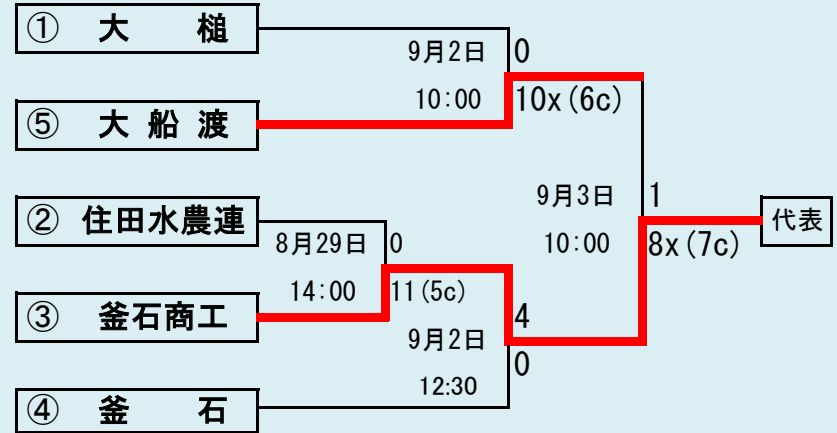 ① 大　槌
9月2日
0
10:00
10x(6c)
⑤ 大 船 渡
9月3日
1
代表
10:00
8x(7c)
② 住田水農連
8月29日
0
14:00
11(5c)
③ 釜石商工
4
9月2日
0
12:30
④ 釜　石